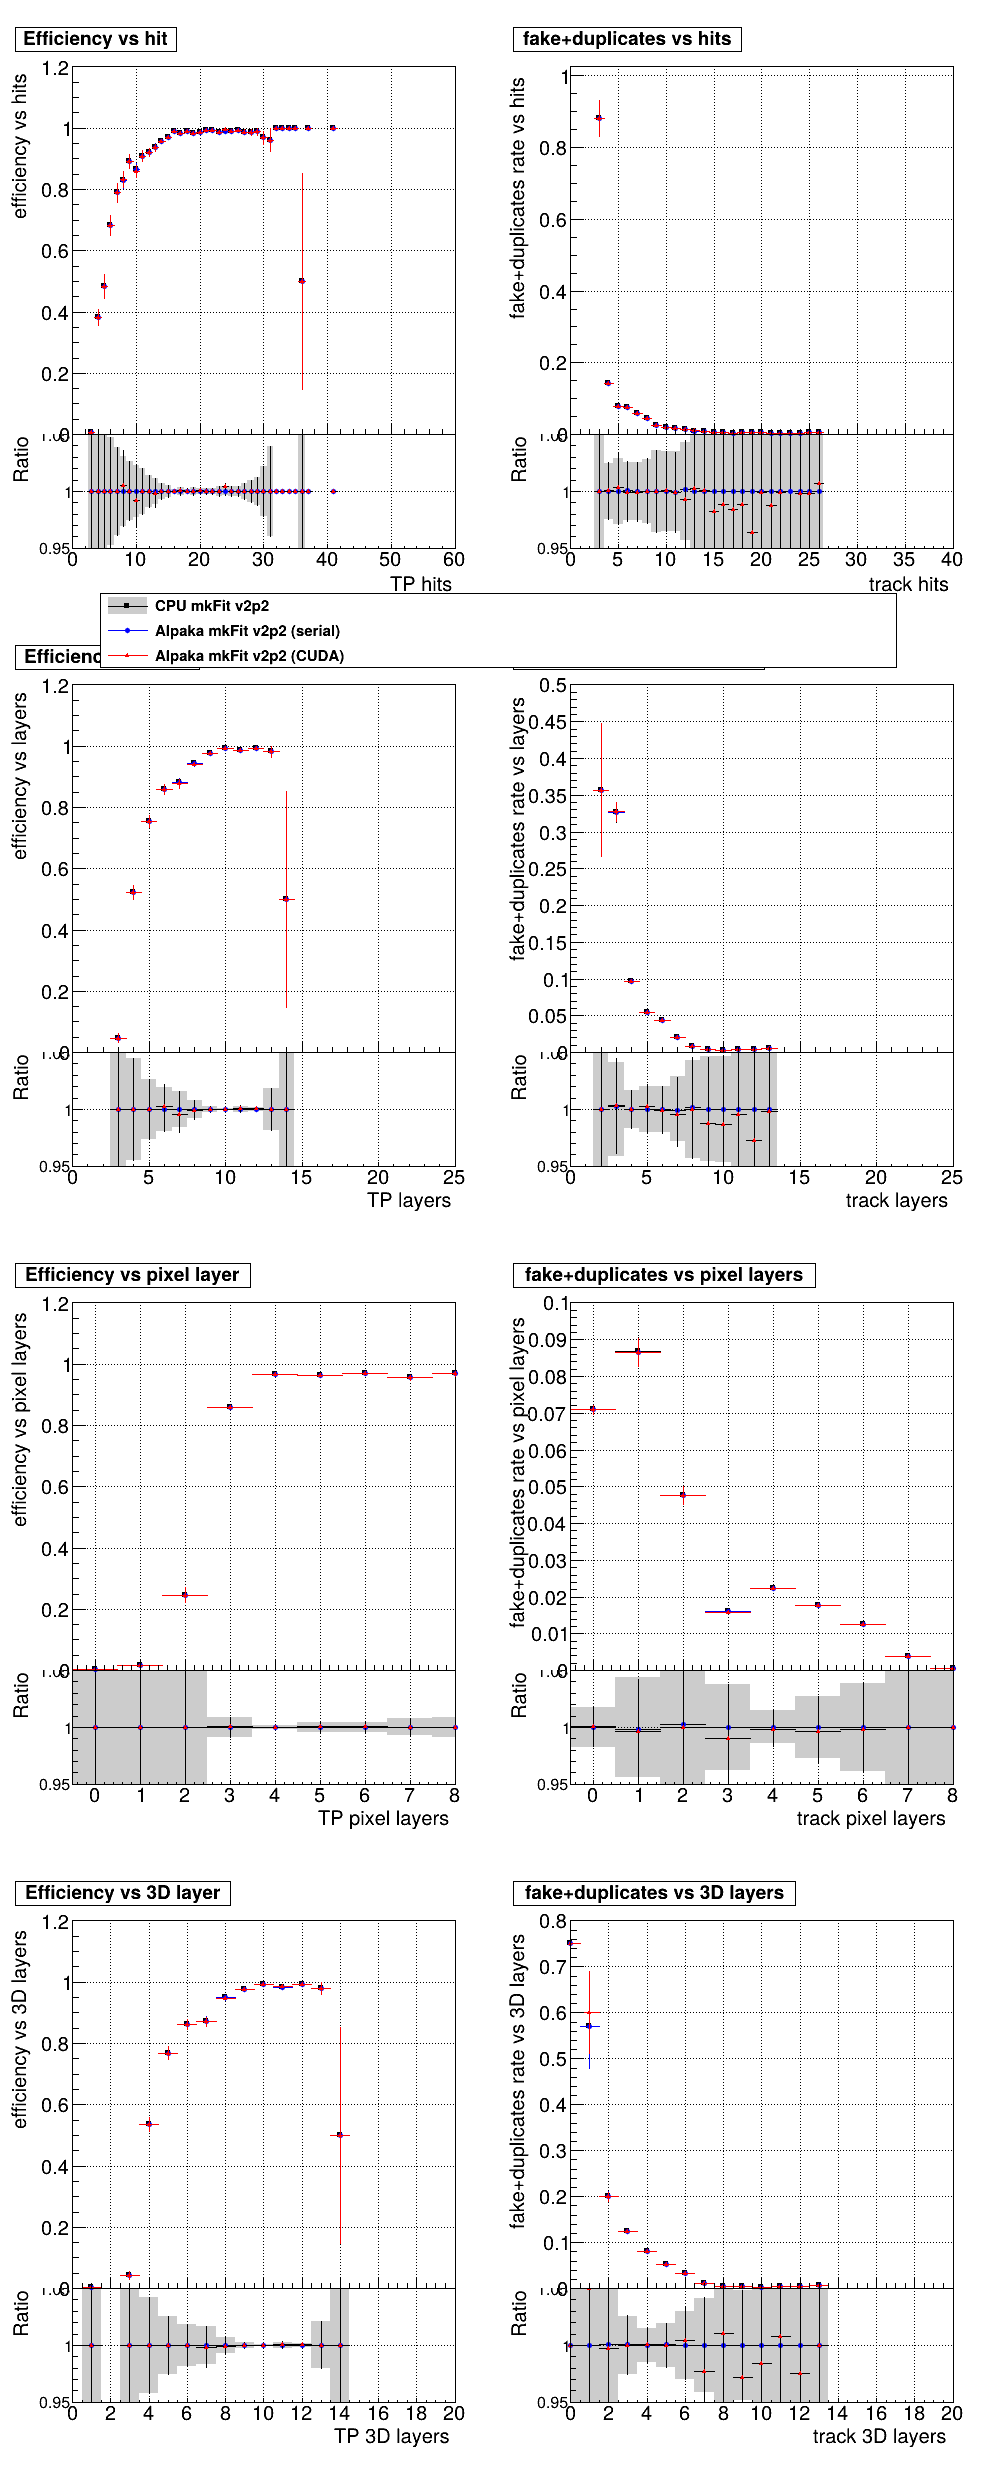 Efficiency vs hit
fake+duplicates vs hits
efficiency vs hits
1.2
1
0.8
0.6
0.4
0.2
0
Ratio
1
0.95
0 10 20 30 40 50 60
TP hits
fake+duplicates rate vs hits
1
0.8
0.6
0.4
0.2
0
Ratio
1
0.95
0 5 10 15 20 25 30 35 40
track hits
CPU mkFit v2p2
Alpaka mkFit v2p2 (serial)
Alpaka mkFit v2p2 (CUDA)
efficiency vs layers
1.2
1
0.8
0.6
0.4
0.2
0
Ratio
1
0.95
0 5 10 15 20 25
TP layers
fake+duplicates rate vs layers
0.5
0.45
0.4
0.35
0.3
0.25
0.2
0.15
0.1
0.05
0
Ratio
1
0.95
0 5 10 15 20 25
track layers
Efficiency vs pixel layer
fake+duplicates vs pixel layers
efficiency vs pixel layers
1.2
1
0.8
0.6
0.4
0.2
0
Ratio
1
0.95
0 1 2 3 4 5 6 7 8
TP pixel layers
fake+duplicates rate vs pixel layers
0.1
0.09
0.08
0.07
0.06
0.05
0.04
0.03
0.02
0.01
0
Ratio
1
0.95
0 1 2 3 4 5 6 7 8
track pixel layers
Efficiency vs 3D layer
fake+duplicates vs 3D layers
efficiency vs 3D layers
1.2
1
0.8
0.6
0.4
0.2
0
Ratio
1
0.95
0 2 4 6 8 10 12 14 16 18 20
TP 3D layers
fake+duplicates rate vs 3D layers
0.8
0.7
0.6
0.5
0.4
0.3
0.2
0.1
0
Ratio
1
0.95
0 2 4 6 8 10 12 14 16 18 20
track 3D layers